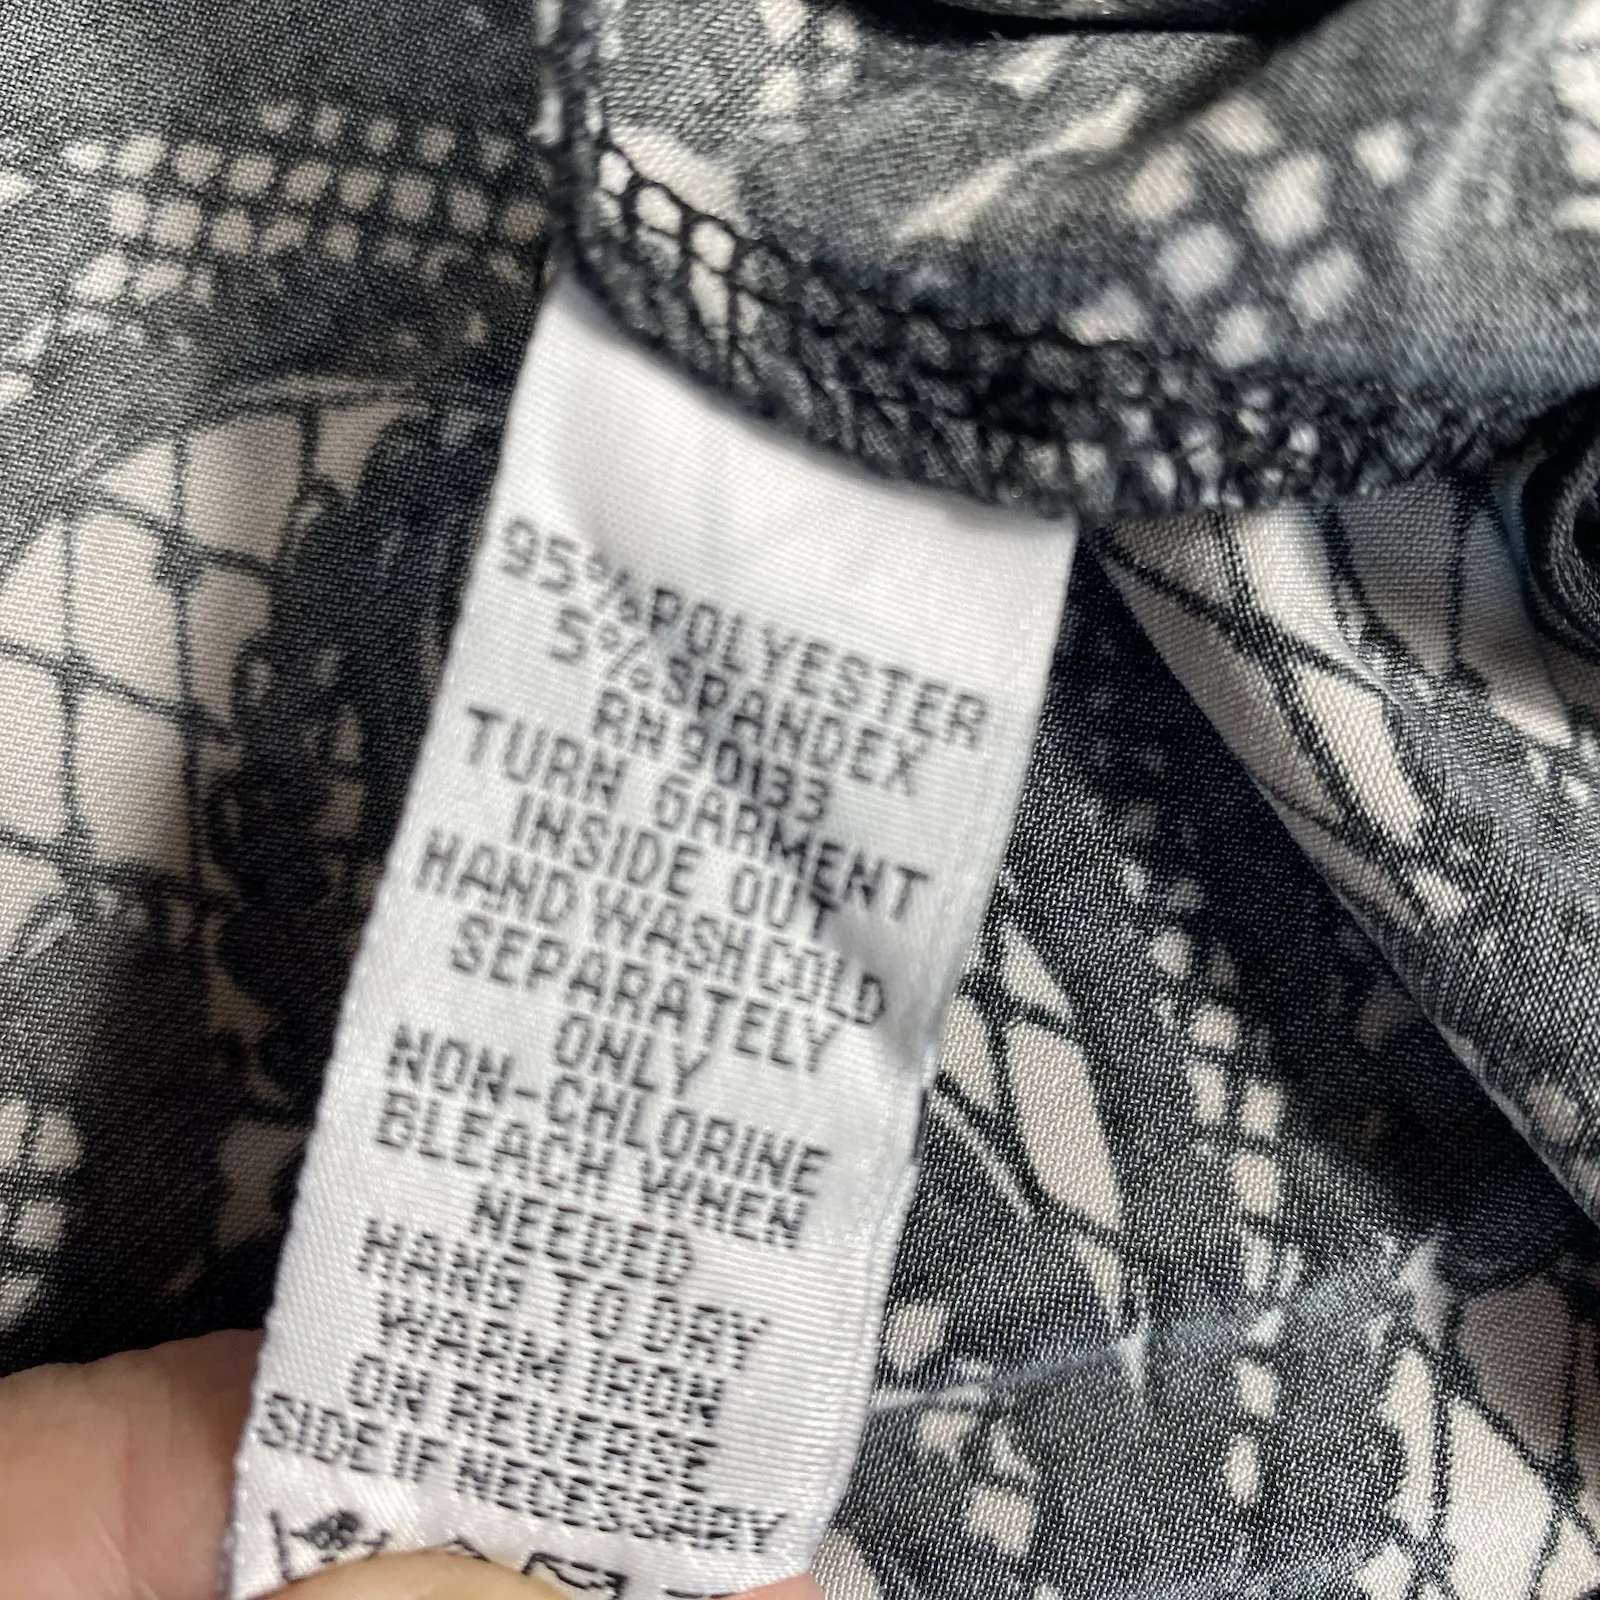 95% POLYESTER
5% SPANDEX
RN 90133
TURN GARMENT
INSIDE OUT
HAND WASH COLD
SEPARATELY
ONLY
NON-CHLORINE
BLEACH WHEN
NEEDED
HANG TO DRY
WARM IRON
ON REVERSE
SIDE IF NECESSARY